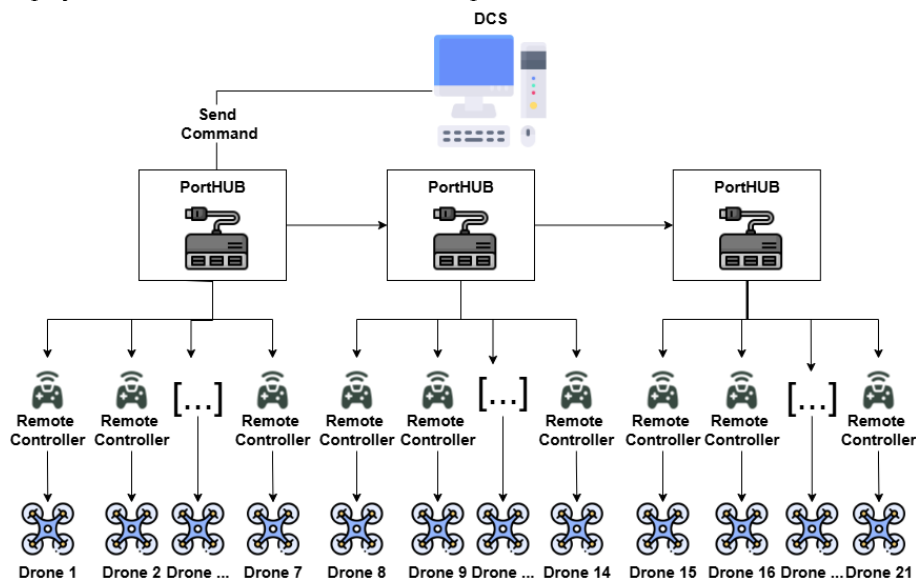 DCS
Send
Command
PortHUB
PortHUB
PortHUB
[...]
[...]
[...]
Remote
Controller
Remote
Controller
Remote
Controller
Remote
Controller
Remote
Controller
Remote
Controller
Remote
Controller
Remote
Controller
Remote
Controller
Drone 1
Drone 2
Drone ...
Drone 7
Drone 8
Drone 9
Drone ...
Drone 14
Drone 15
Drone 16
Drone ...
Drone 21